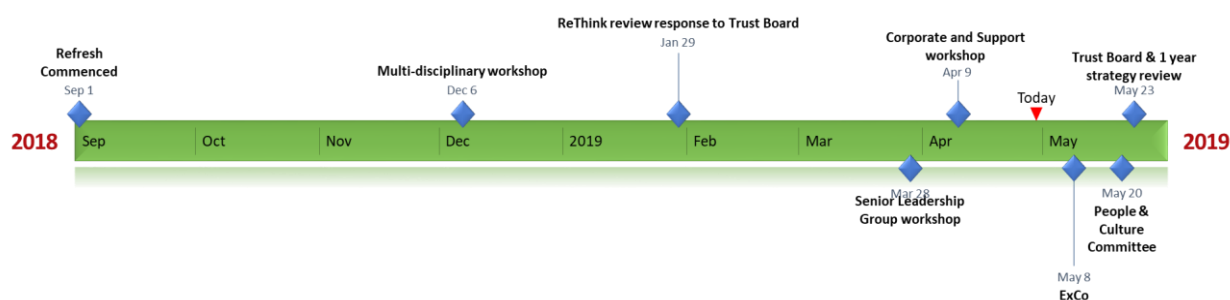 ReThink review response to Trust Board
Jan 29
Corporate and Support
workshop
Apr 9
Refresh
Commenced
Sep 1
Multi-disciplinary workshop
Dec 6
Trust Board & 1 year
strategy review
May 23
Today
2018
Sep
Oct
Nov
Dec
2019
Feb
Mar
Apr
May
2019
Mar 28
Senior Leadership
Group workshop
May 20
People &
Culture
Committee
May 8
ExCo